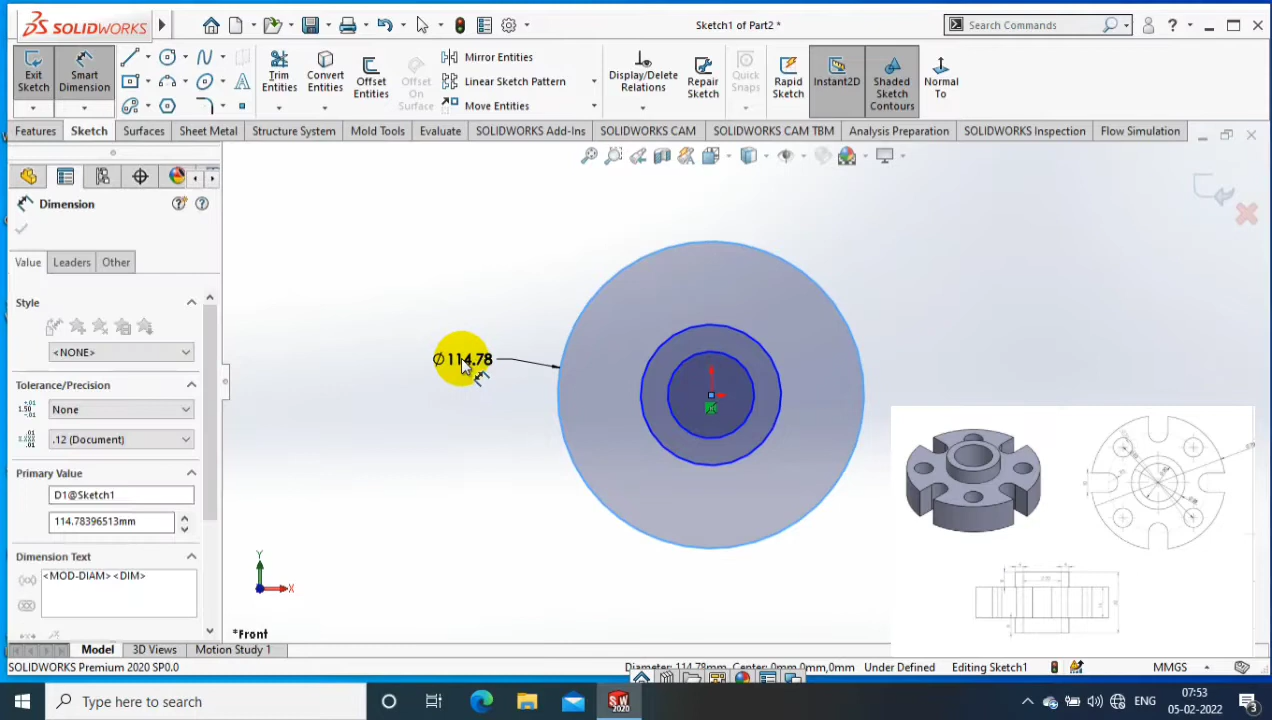 SOLIDWORKS
Sketch1 of Part2 *
Search Commands
Exit Sketch
Smart Dimension
Trim Entities
Convert Entities
Offset Entities
Offset On Surface
Mirror Entities
Linear Sketch Pattern
Move Entities
Display/Delete Relations
Repair Sketch
Quick Snaps
Rapid Sketch
Instant2D
Shaded Sketch Contours
Normal To
Features
Sketch
Surfaces
Sheet Metal
Structure System
Mold Tools
Evaluate
SOLIDWORKS Add-Ins
SOLIDWORKS CAM
SOLIDWORKS CAM TBM
Analysis Preparation
SOLIDWORKS Inspection
Flow Simulation
Dimension
Value
Leaders
Other
Style
<NONE>
Tolerance/Precision
None
.12 (Document)
Primary Value
D1@Sketch1
114.78396513mm
Dimension Text
<MOD-DIAM> <DIM>
∅114.78
Y
X
*Front
Model
3D Views
Motion Study 1
SOLIDWORKS Premium 2020 SP0.0
Diameter: 114.78mm Center: 0mm,0mm,0mm
Under Defined
Editing Sketch1
MMGS
Type here to search
SW 2020
ENG
07:53
05-02-2022
3